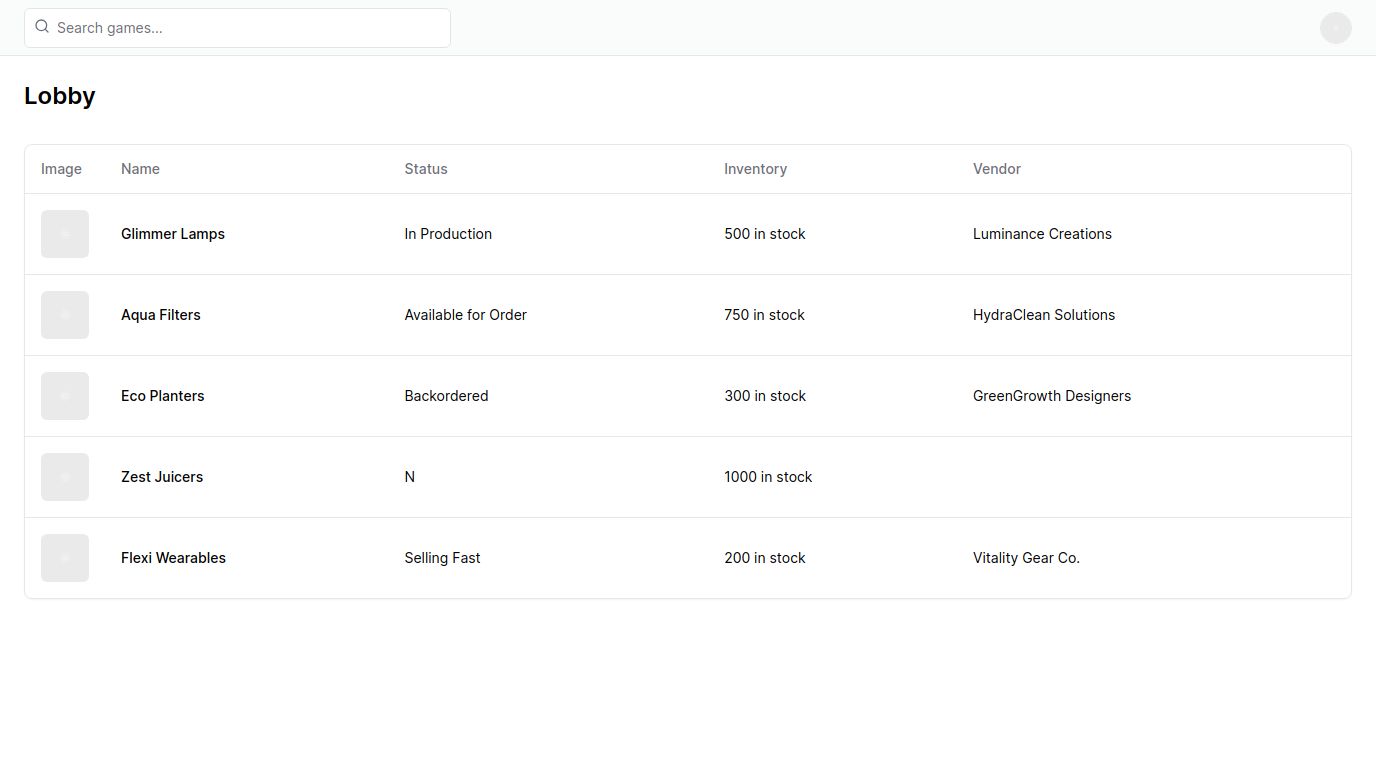 Search games...
Lobby
Image Name Status Inventory Vendor
Glimmer Lamps In Production 500 in stock Luminance Creations
Aqua Filters Available for Order 750 in stock HydraClean Solutions
Eco Planters Backordered 300 in stock GreenGrowth Designers
Zest Juicers N 1000 in stock
Flexi Wearables Selling Fast 200 in stock Vitality Gear Co.